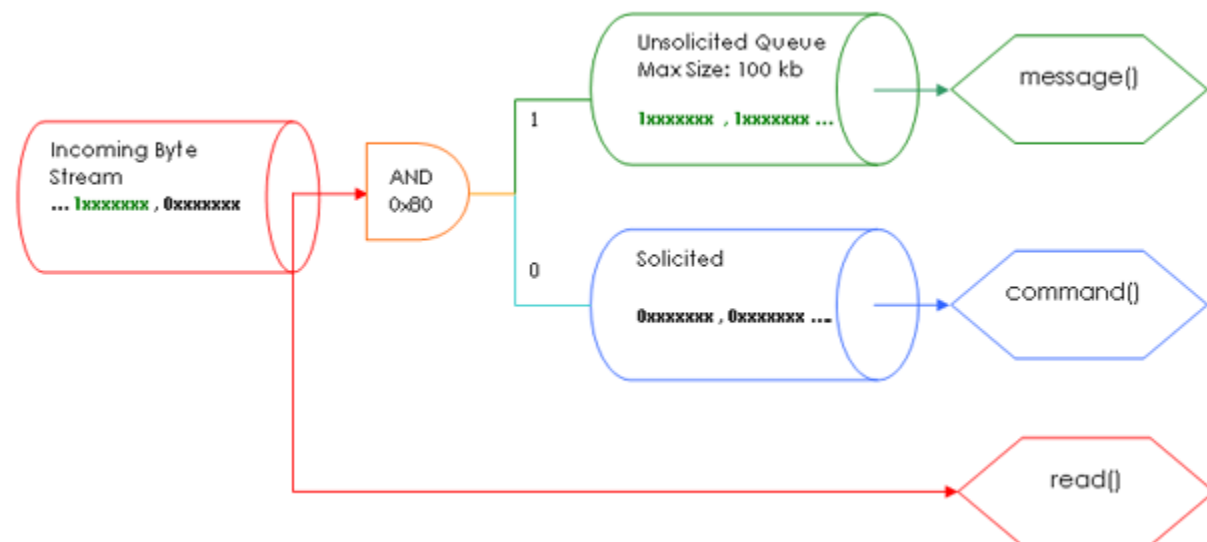 Incoming Byte
Stream
... 1xxxxxxx , 0xxxxxxx
AND
0x80
1
0
Unsolicited Queue
Max Size: 100 kb
1xxxxxxx , 1xxxxxxx ...
message()
Solicited
0xxxxxxx , 0xxxxxxx ....
command()
read()